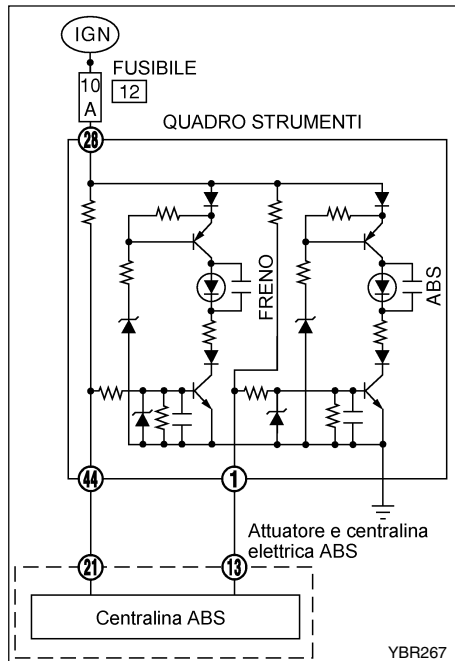 IGN
10
A
FUSIBILE
12
QUADRO STRUMENTI
28
FRENO
ABS
44
1
Attuatore e centralina
elettrica ABS
21
13
Centralina ABS
YBR267